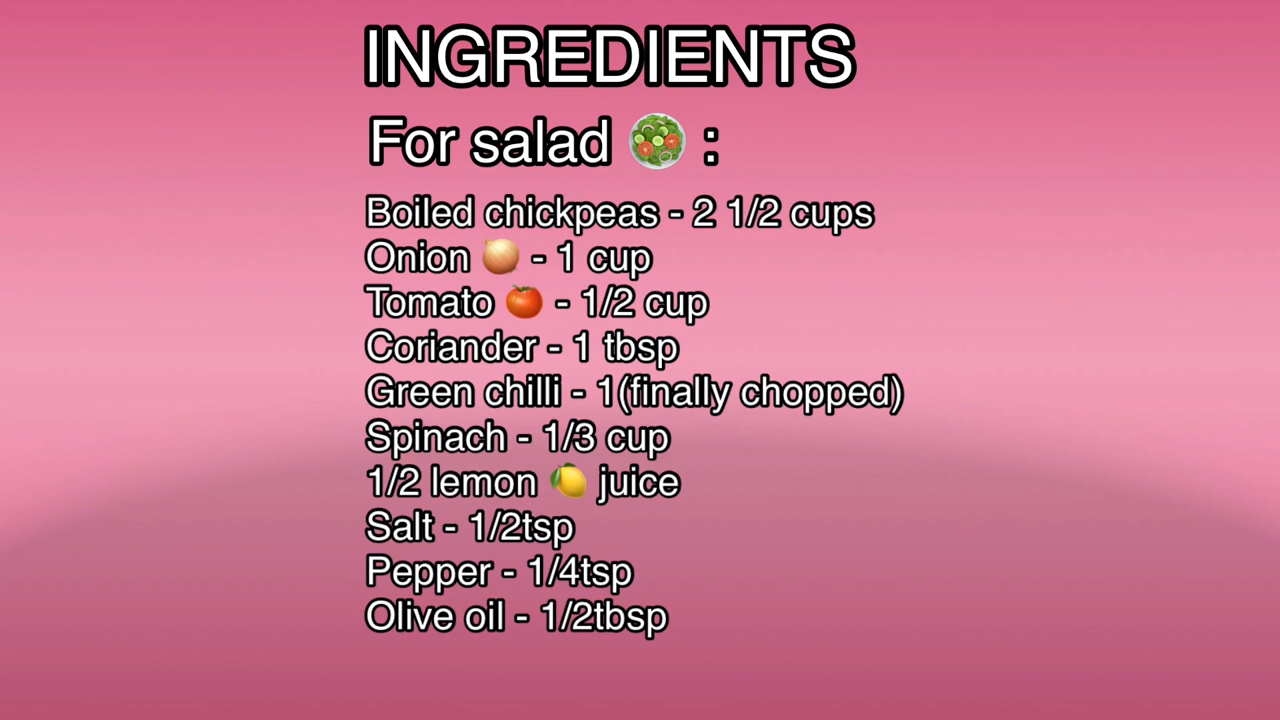 INGREDIENTS
For salad 🥗 :
Boiled chickpeas - 2 1/2 cups
Onion 🧅 - 1 cup
Tomato 🍅 - 1/2 cup
Coriander - 1 tbsp
Green chilli - 1(finally chopped)
Spinach - 1/3 cup
1/2 lemon 🍋 juice
Salt - 1/2tsp
Pepper - 1/4tsp
Olive oil - 1/2tbsp